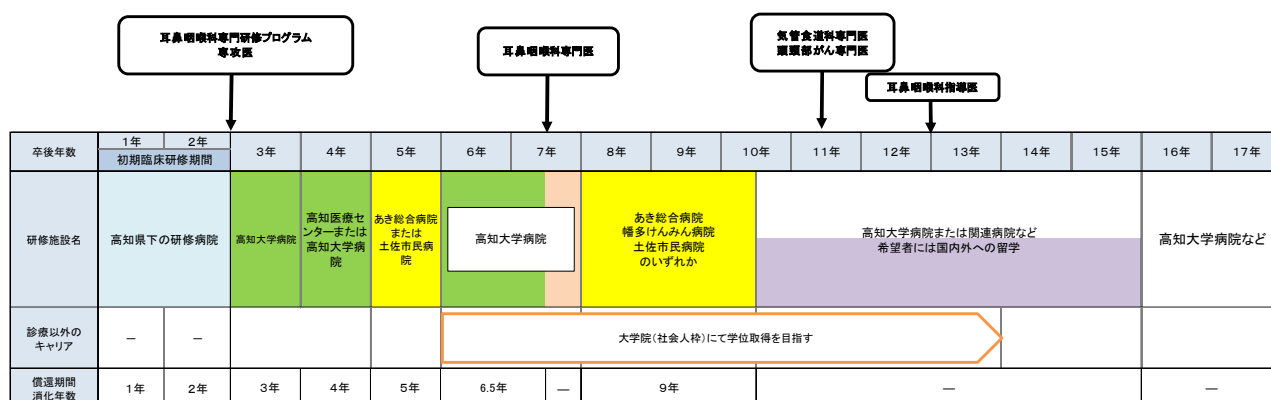 耳鼻咽喉科専門研修プログラム
専攻医
耳鼻咽喉科専門医
気管食道科専門医
頭頸部がん専門医
耳鼻咽喉科指導医
卒後年数
1年
2年
初期臨床研修期間
3年
4年
5年
6年
7年
8年
9年
10年
11年
12年
13年
14年
15年
16年
17年
研修施設名
高知県下の研修病院
高知大学病院
高知医療セ
ンターまたは
高知大学病
院
あき総合病院
または
土佐市民病
院
高知大学病院
あき総合病院
幡多けんみん病院
土佐市民病院
のいずれか
高知大学病院または関連病院など
希望者には国内外への留学
高知大学病院など
診療以外の
キャリア
－
－
大学院（社会人枠）にて学位取得を目指す
償還期間
消化年数
1年
2年
3年
4年
5年
6.5年
－
9年
－
－